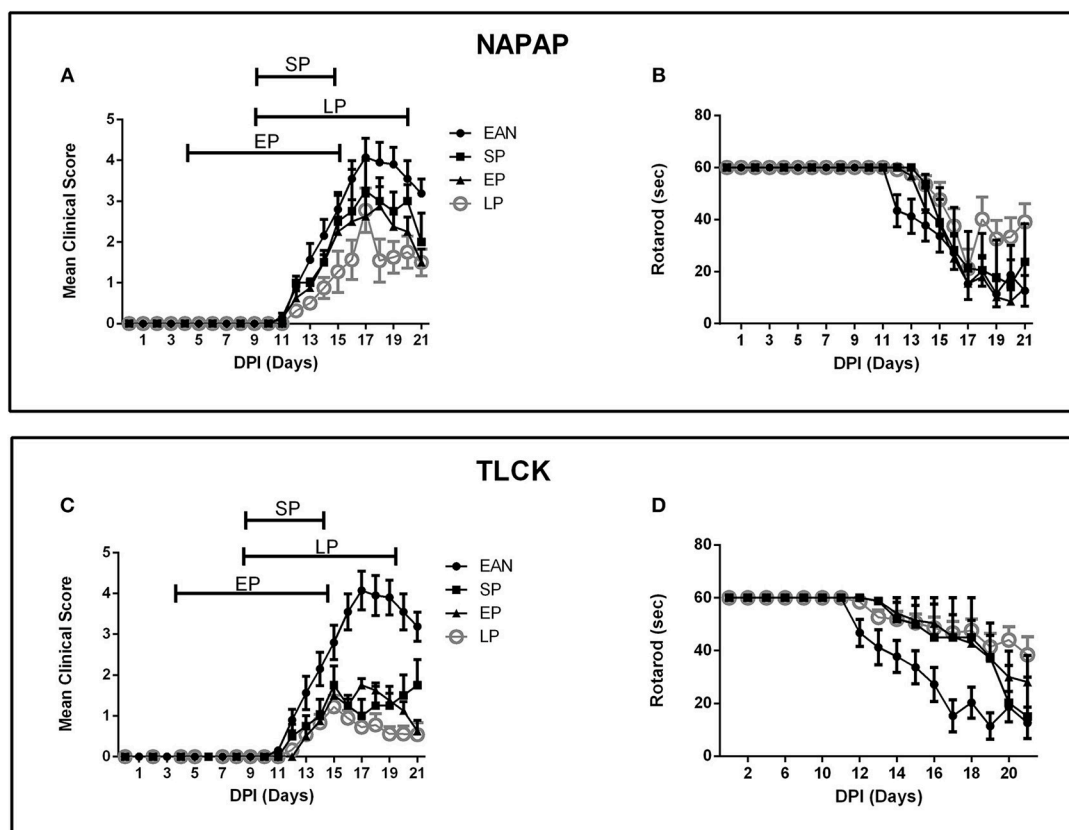 NAPAP
A
SP
LP
EP
Mean Clinical Score
5
4
3
2
1
0
1 3 5 7 9 11 13 15 17 19 21
DPI (Days)
EAN
SP
EP
LP
B
Rotarod (sec)
80
60
40
20
0
1 3 5 7 9 11 13 15 17 19 21
DPI (Days)
TLCK
C
SP
LP
EP
Mean Clinical Score
5
4
3
2
1
0
1 3 5 7 9 11 13 15 17 19 21
DPI (Days)
EAN
SP
EP
LP
D
Rotarod (sec)
80
60
40
20
0
2 6 10 12 14 16 18 20
DPI (Days)